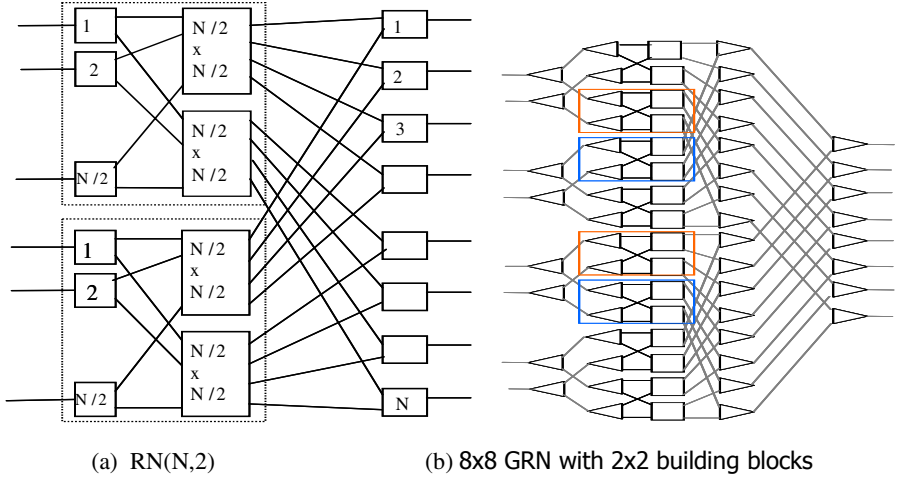 1
2
N/2
N/2
x
N/2
N/2
x
N/2
1
2
N/2
N/2
x
N/2
N/2
x
N/2
1
2
3
N
(a) RN(N,2)
(b) 8x8 GRN with 2x2 building blocks